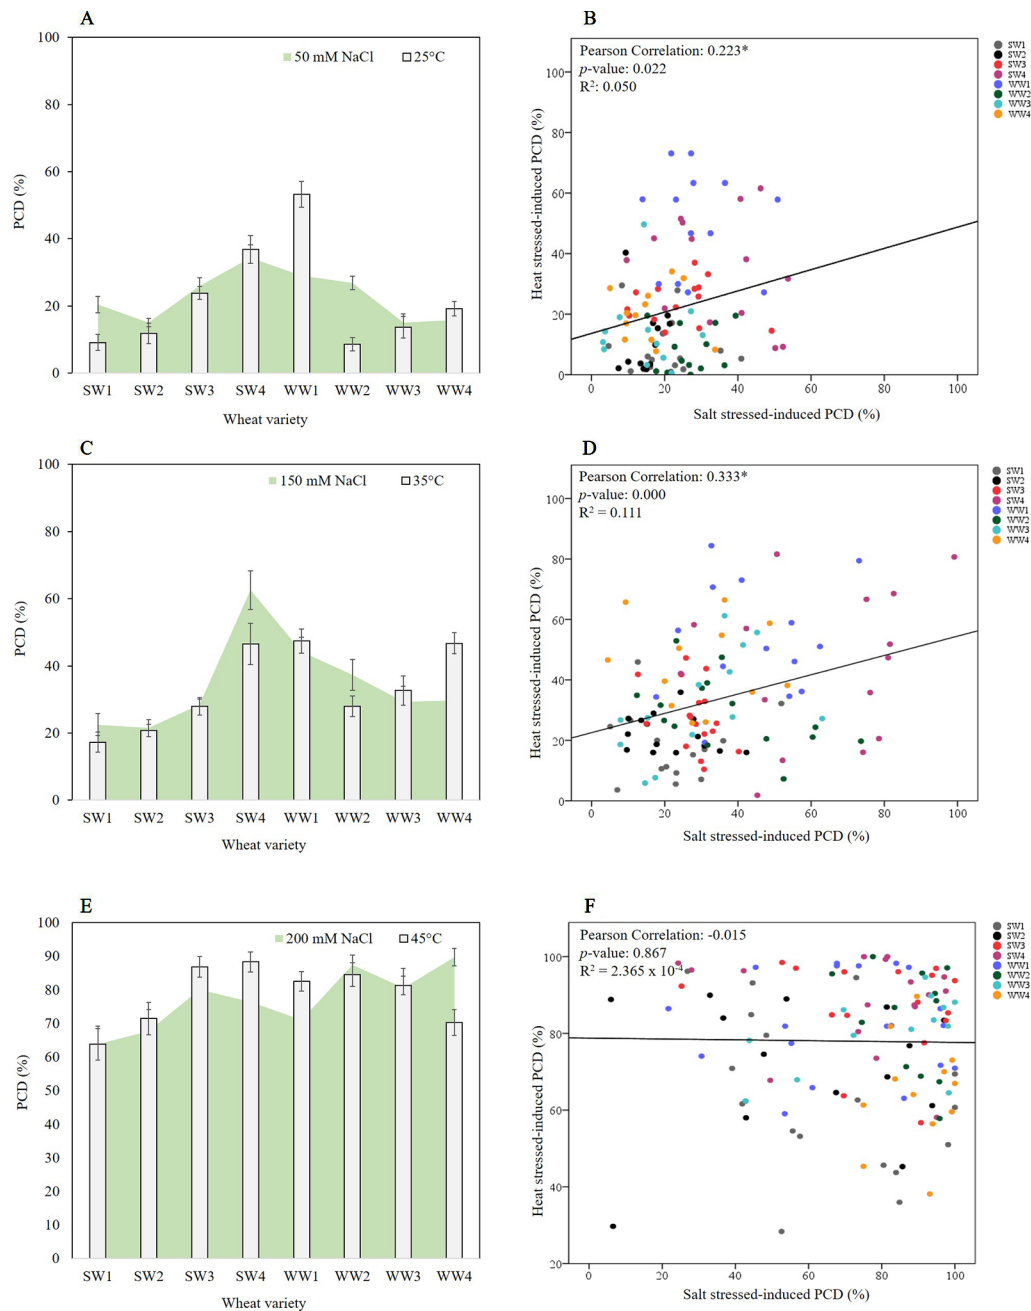 A
100
80
60
40
20
0
PCD (%)
50 mM NaCl
25°C
SW1 SW2 SW3 SW4 WW1 WW2 WW3 WW4
Wheat variety
B
Pearson Correlation: 0.223*
p-value: 0.022
R²: 0.050
SW1
SW2
SW3
SW4
WW1
WW2
WW3
WW4
100
80
60
40
20
0
Heat stressed-induced PCD (%)
0 20 40 60 80 100
Salt stressed-induced PCD (%)
C
100
80
60
40
20
0
PCD (%)
150 mM NaCl
35°C
SW1 SW2 SW3 SW4 WW1 WW2 WW3 WW4
Wheat variety
D
Pearson Correlation: 0.333*
p-value: 0.000
R² = 0.111
SW1
SW2
SW3
SW4
WW1
WW2
WW3
WW4
100
80
60
40
20
0
Heat stressed-induced PCD (%)
0 20 40 60 80 100
Salt stressed-induced PCD (%)
E
100
90
80
70
60
50
40
30
20
10
0
PCD (%)
200 mM NaCl
45°C
SW1 SW2 SW3 SW4 WW1 WW2 WW3 WW4
Wheat variety
F
Pearson Correlation: -0.015
p-value: 0.867
R² = 2.365 x 10⁻⁴
SW1
SW2
SW3
SW4
WW1
WW2
WW3
WW4
100
80
60
40
20
Heat stressed-induced PCD (%)
0 20 40 60 80 100
Salt stressed-induced PCD (%)